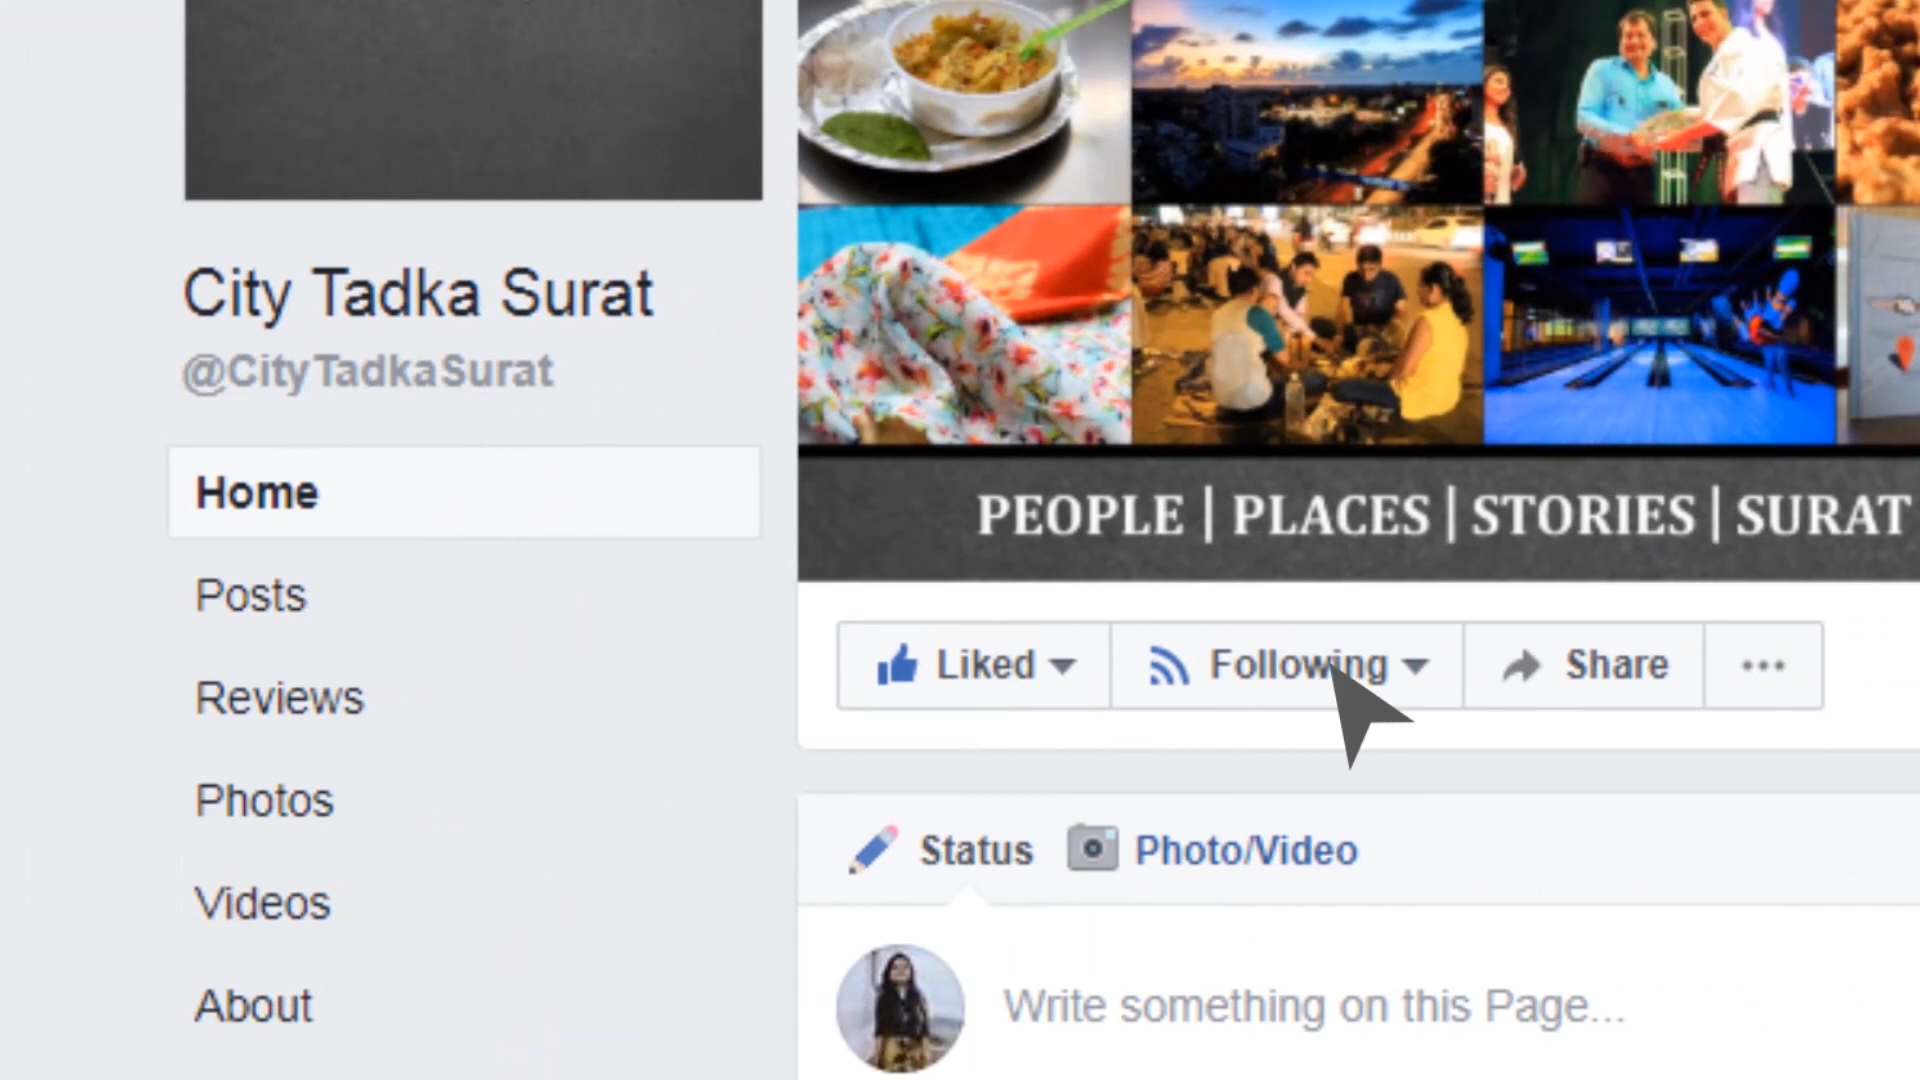 City Tadka Surat
@CityTadkaSurat
Home
Posts
Reviews
Photos
Videos
About
PEOPLE | PLACES | STORIES | SURAT
Liked
Following
Share
Status
Photo/Video
Write something on this Page...